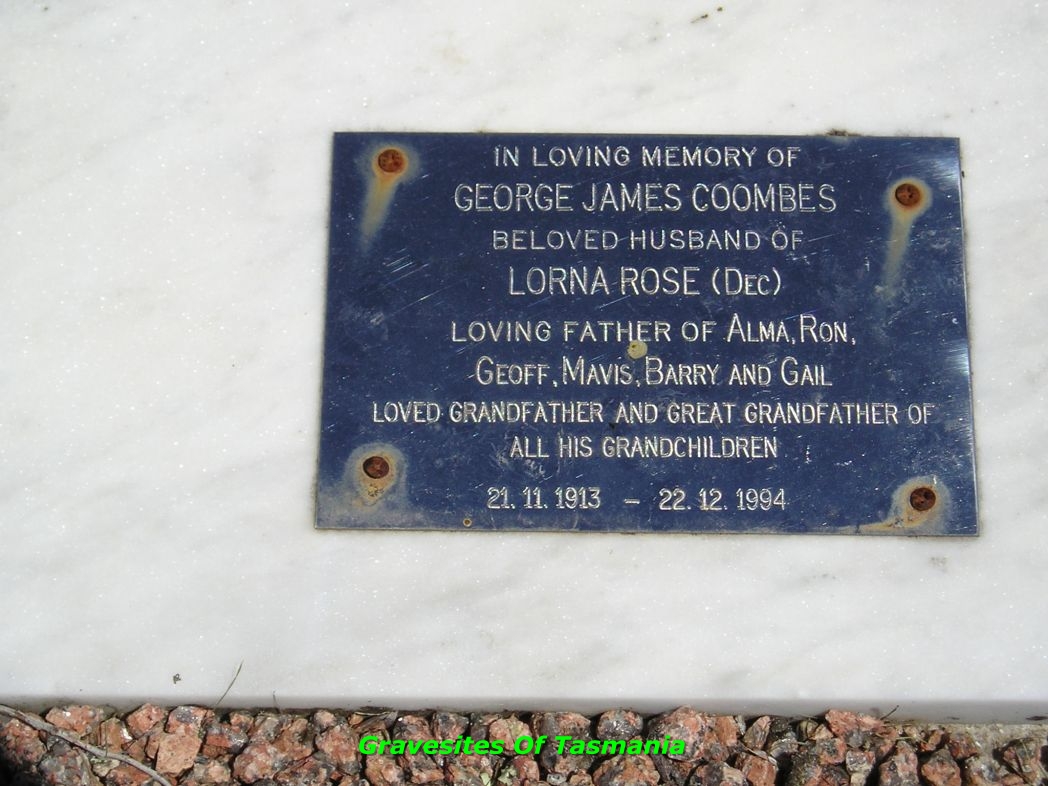 IN LOVING MEMORY OF
GEORGE JAMES COOMBES
BELOVED HUSBAND OF
LORNA ROSE (DEC)
LOVING FATHER OF ALMA, RON,
GEOFF, MAVIS, BARRY AND GAIL
LOVED GRANDFATHER AND GREAT GRANDFATHER OF
ALL HIS GRANDCHILDREN
21. 11. 1913 – 22. 12. 1994
Gravesites Of Tasmania